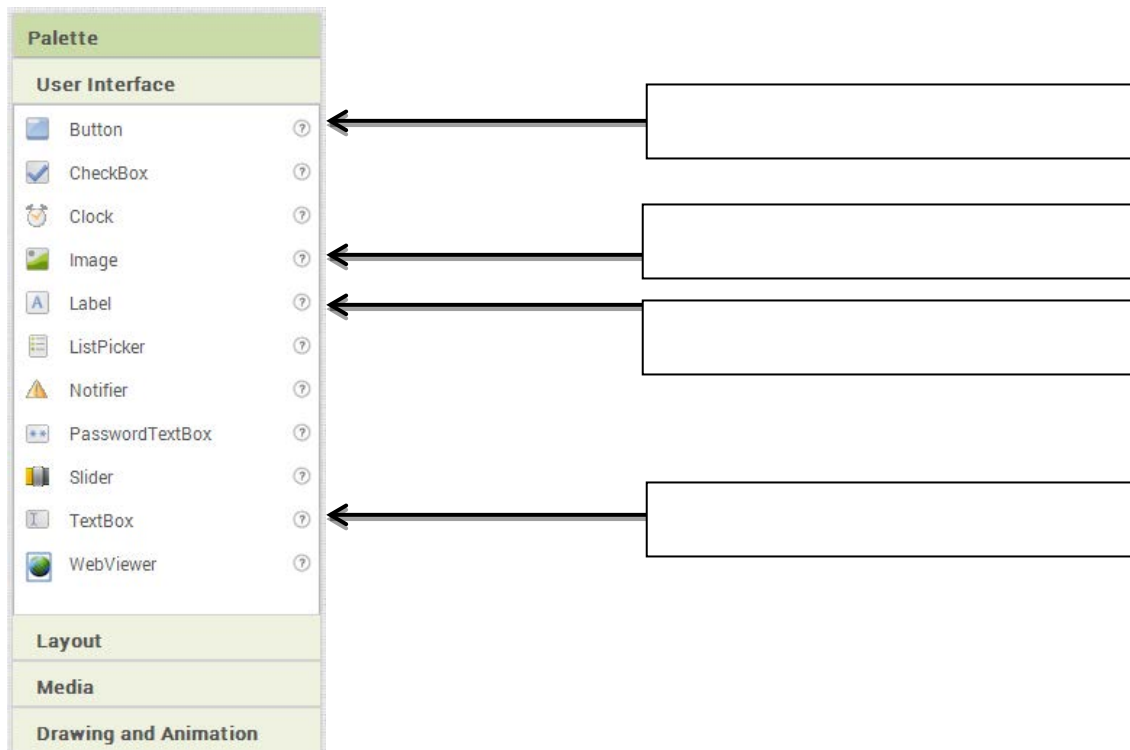 Palette
User Interface
Button
CheckBox
Clock
Image
Label
ListPicker
Notifier
PasswordTextBox
Slider
TextBox
WebViewer
Layout
Media
Drawing and Animation